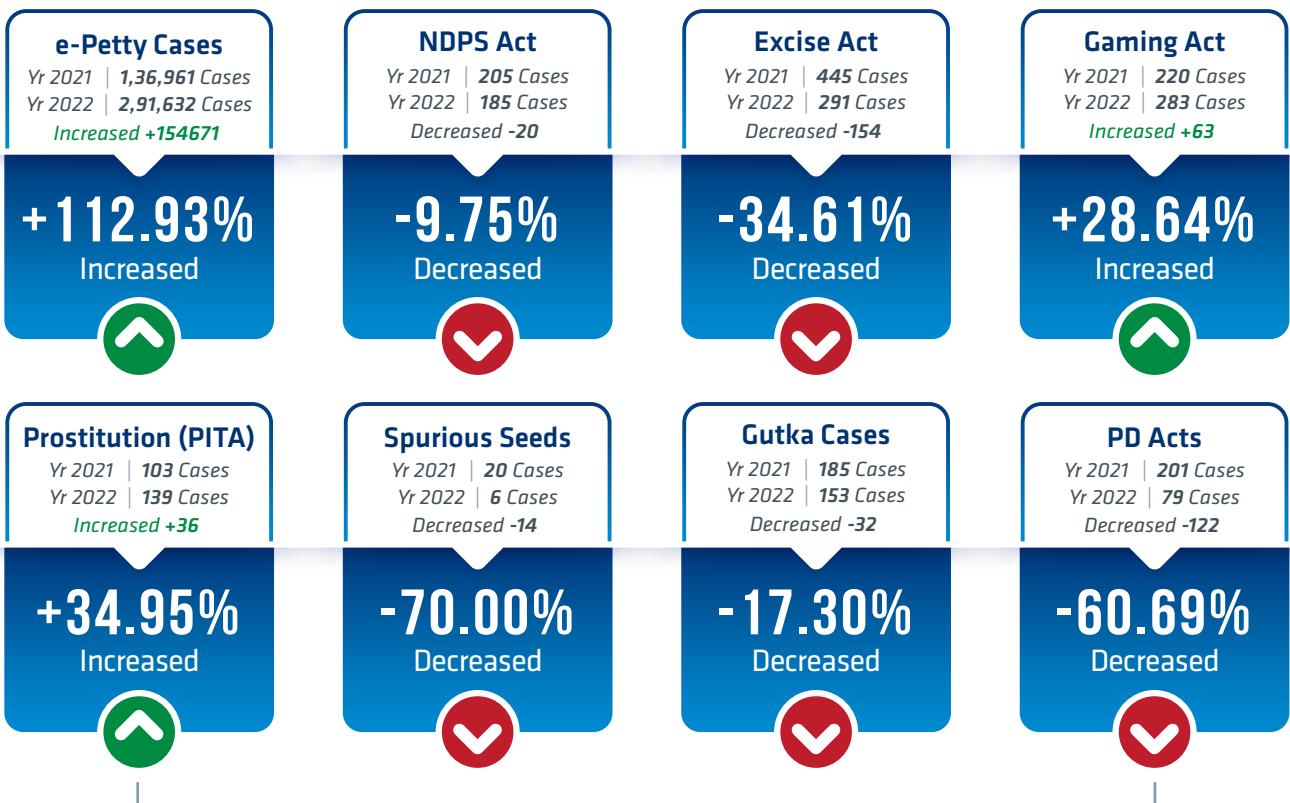 e-Petty Cases
Yr 2021 | 1,36,961 Cases
Yr 2022 | 2,91,632 Cases
Increased +154671
+112.93%
Increased
NDPS Act
Yr 2021 | 205 Cases
Yr 2022 | 185 Cases
Decreased -20
-9.75%
Decreased
Excise Act
Yr 2021 | 445 Cases
Yr 2022 | 291 Cases
Decreased -154
-34.61%
Decreased
Gaming Act
Yr 2021 | 220 Cases
Yr 2022 | 283 Cases
Increased +63
+28.64%
Increased
Prostitution (PITA)
Yr 2021 | 103 Cases
Yr 2022 | 139 Cases
Increased +36
+34.95%
Increased
Spurious Seeds
Yr 2021 | 20 Cases
Yr 2022 | 6 Cases
Decreased -14
-70.00%
Decreased
Gutka Cases
Yr 2021 | 185 Cases
Yr 2022 | 153 Cases
Decreased -32
-17.30%
Decreased
PD Acts
Yr 2021 | 201 Cases
Yr 2022 | 79 Cases
Decreased -122
-60.69%
Decreased